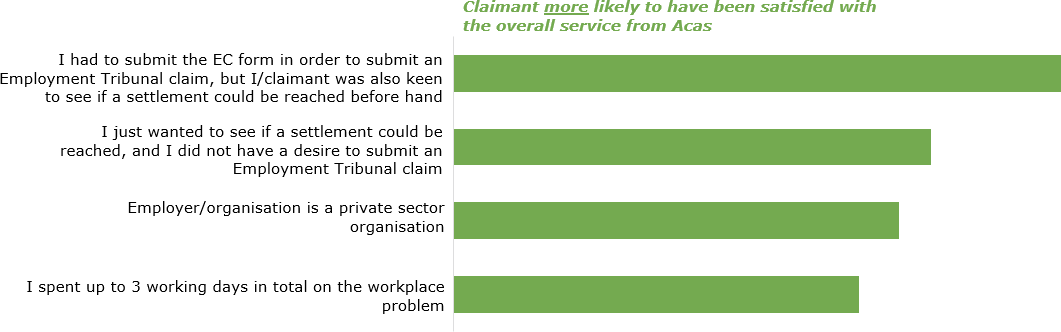 Claimant more likely to have been satisfied with
the overall service from Acas
I had to submit the EC form in order to submit an
Employment Tribunal claim, but I/claimant was also keen
to see if a settlement could be reached before hand
I just wanted to see if a settlement could be
reached, and I did not have a desire to submit an
Employment Tribunal claim
Employer/organisation is a private sector
organisation
I spent up to 3 working days in total on the workplace
problem